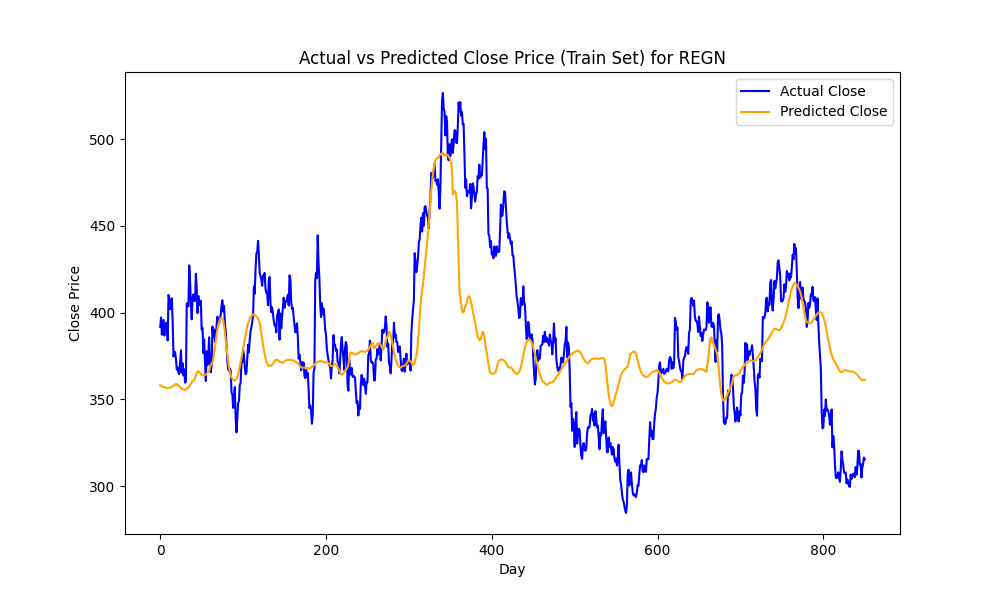 Actual vs Predicted Close Price (Train Set) for REGN
Actual Close
Predicted Close
Close Price
500
450
400
350
300
0 200 400 600 800
Day